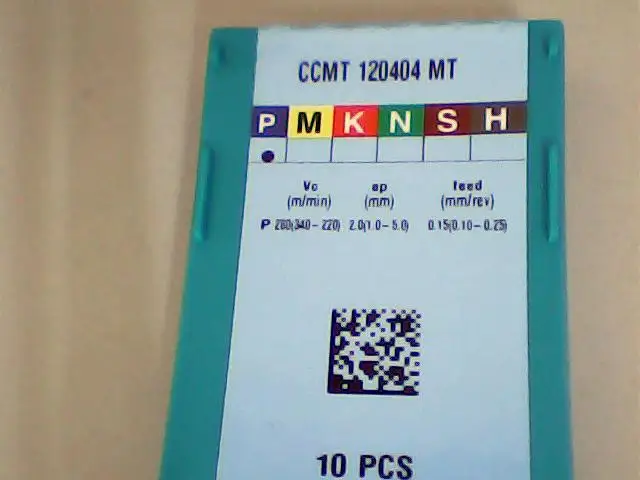 CCMT 120404 MT
P M K N S H
Vc ap feed
(m/min) (mm) (mm/rev)
P 280(340-220) 2.0(1.0-5.0) 0.15(0.10-0.25)
10 PCS